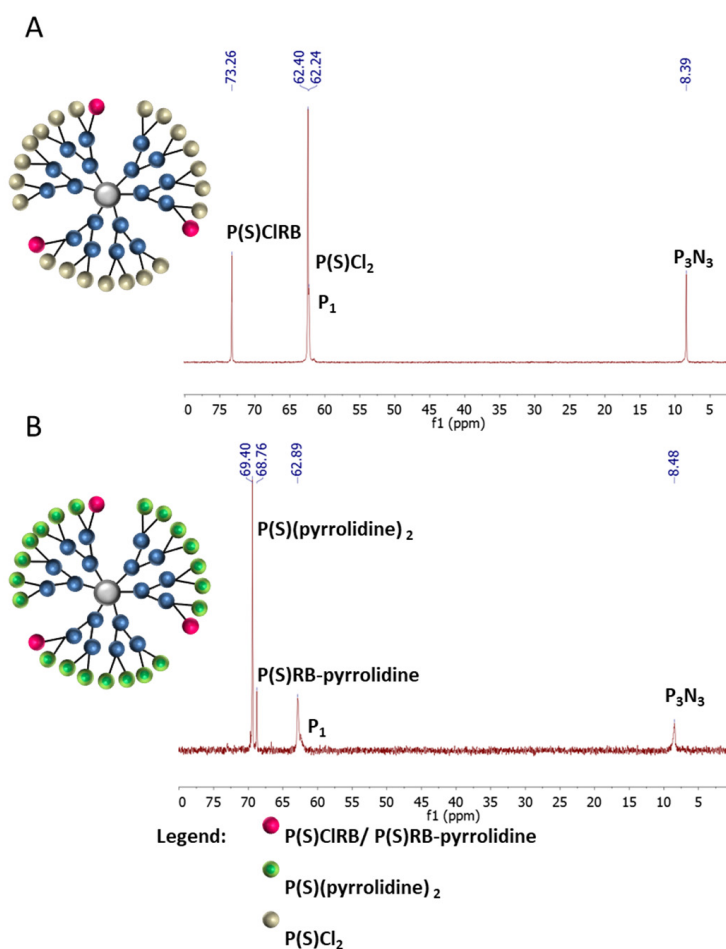 A
73.26
62.40
62.24
8.39
P(S)ClRB
P(S)Cl2
P1
P3N3
80 75 70 65 60 55 50 45 40 35 30 25 20 15 10 5
f1 (ppm)
B
69.40
68.76
62.89
8.48
P(S)(pyrrolidine)2
P(S)RB-pyrrolidine
P1
P3N3
80 75 70 65 60 55 50 45 40 35 30 25 20 15 10 5
f1 (ppm)
Legend: P(S)ClRB/ P(S)RB-pyrrolidine
P(S)(pyrrolidine)2
P(S)Cl2